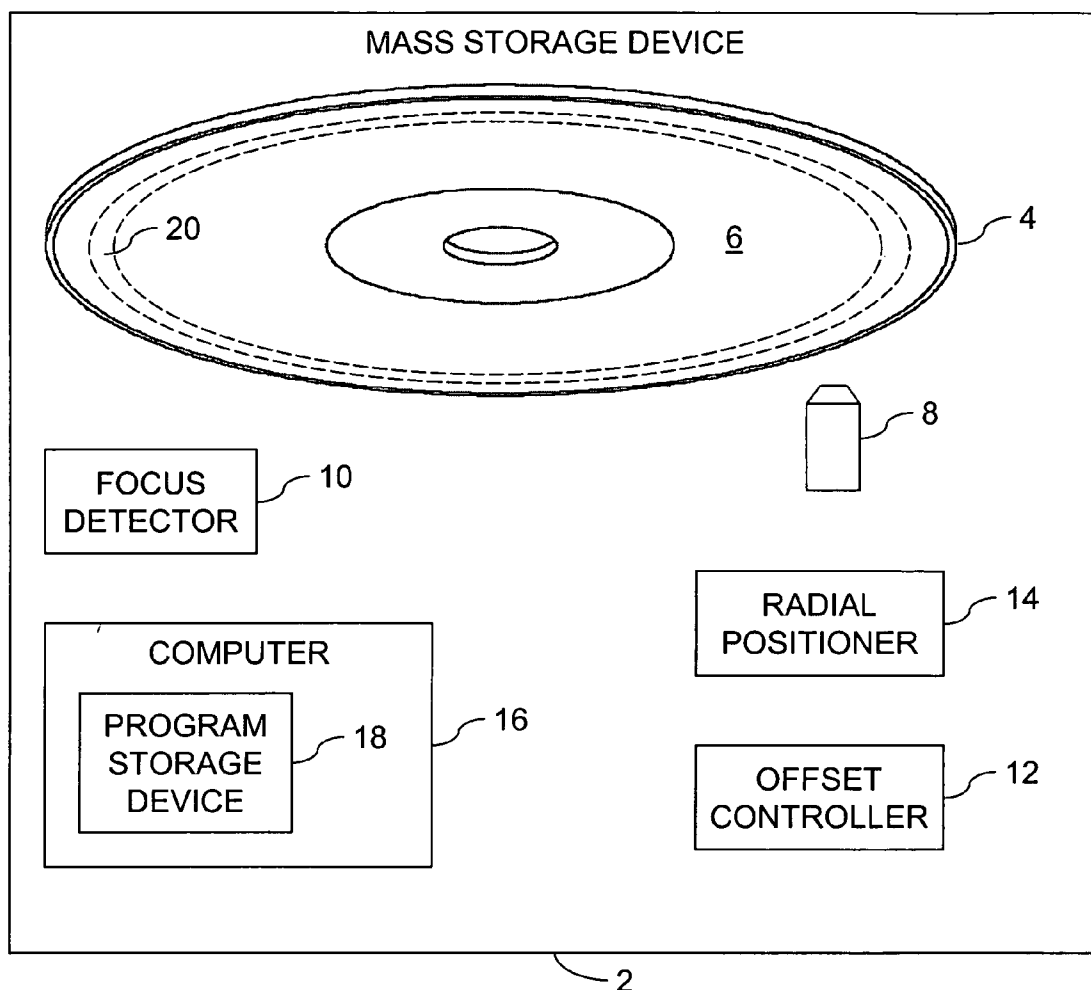 MASS STORAGE DEVICE
20
6
4
8
FOCUS
DETECTOR
10
RADIAL
POSITIONER
14
COMPUTER
PROGRAM
STORAGE
DEVICE
18
16
OFFSET
CONTROLLER
12
2